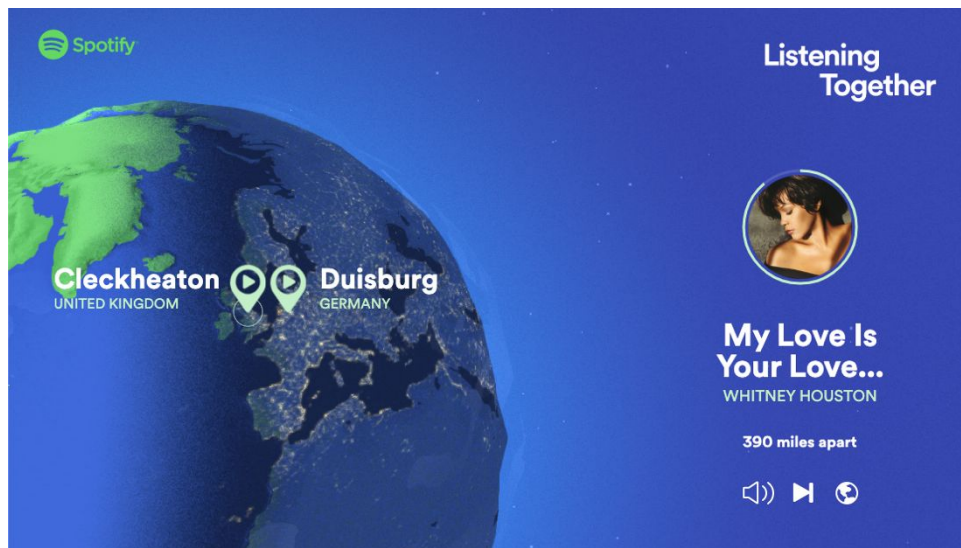 Spotify
Listening
Together
Cleckheaton
UNITED KINGDOM
Duisburg
GERMANY
My Love Is
Your Love...
WHITNEY HOUSTON
390 miles apart